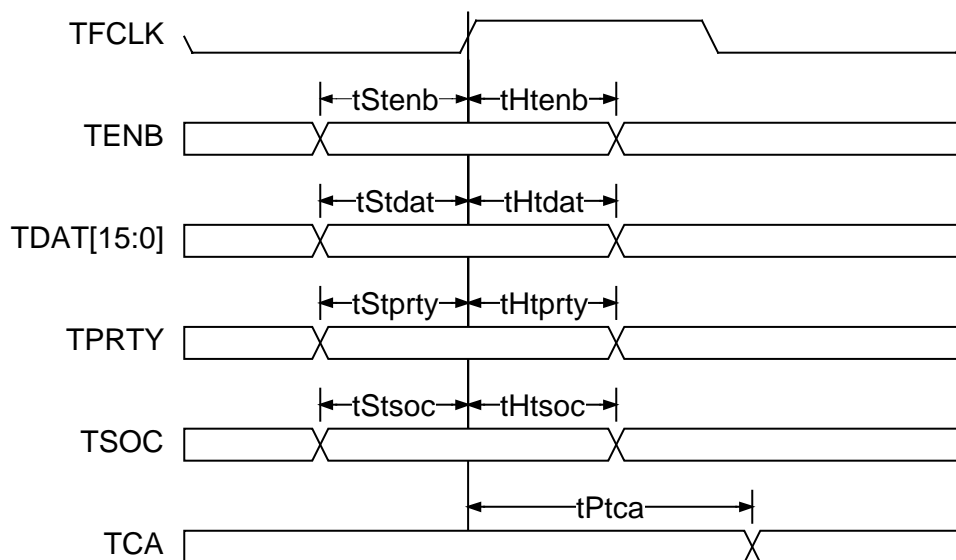 TFCLK
tStenb tHtenb
TENB
tStdat tHtdat
TDAT[15:0]
tStprty tHtprty
TPRTY
tStsoc tHtsoc
TSOC
tPtca
TCA